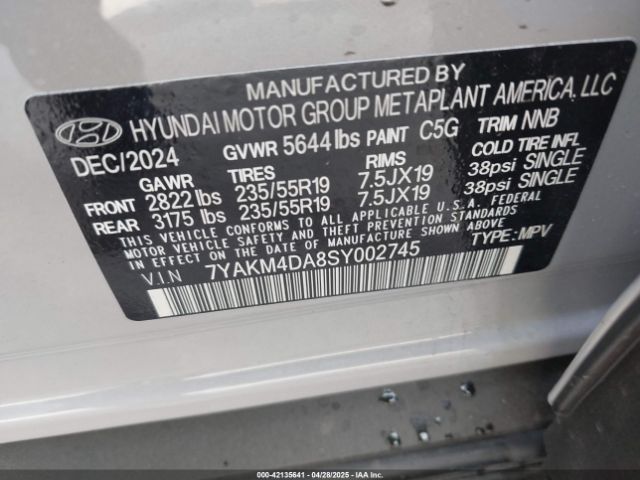 MANUFACTURED BY
HYUNDAI MOTOR GROUP METAPLANT AMERICA, LLC
DEC/2024 GVWR 5644 lbs PAINT C5G TRIM NNB
GAWR TIRES RIMS COLD TIRE INFL
FRONT 2822 lbs 235/55R19 7.5JX19 38psi SINGLE
REAR 3175 lbs 235/55R19 7.5JX19 38psi SINGLE
THIS VEHICLE CONFORMS TO ALL APPLICABLE U.S. FEDERAL
MOTOR VEHICLE SAFETY AND THEFT PREVENTION STANDARDS
IN EFFECT ON THE DATE OF MANUFACTURE SHOWN ABOVE.
V.I.N 7YAKM4DA8SY002745 TYPE: MPV
000-42135641 | 04/28/2025 | Copyright IAA, LLC